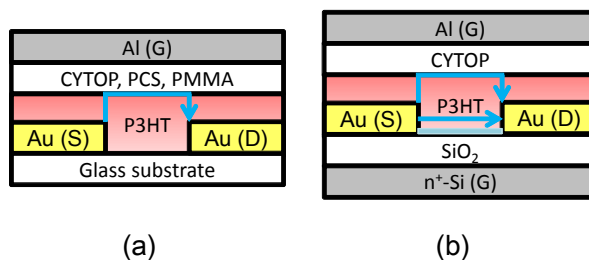 Al (G)
CYTOP, PCS, PMMA
P3HT
Au (S) Au (D)
Glass substrate
(a)
Al (G)
CYTOP
P3HT
Au (S) Au (D)
SiO₂
n⁺-Si (G)
(b)